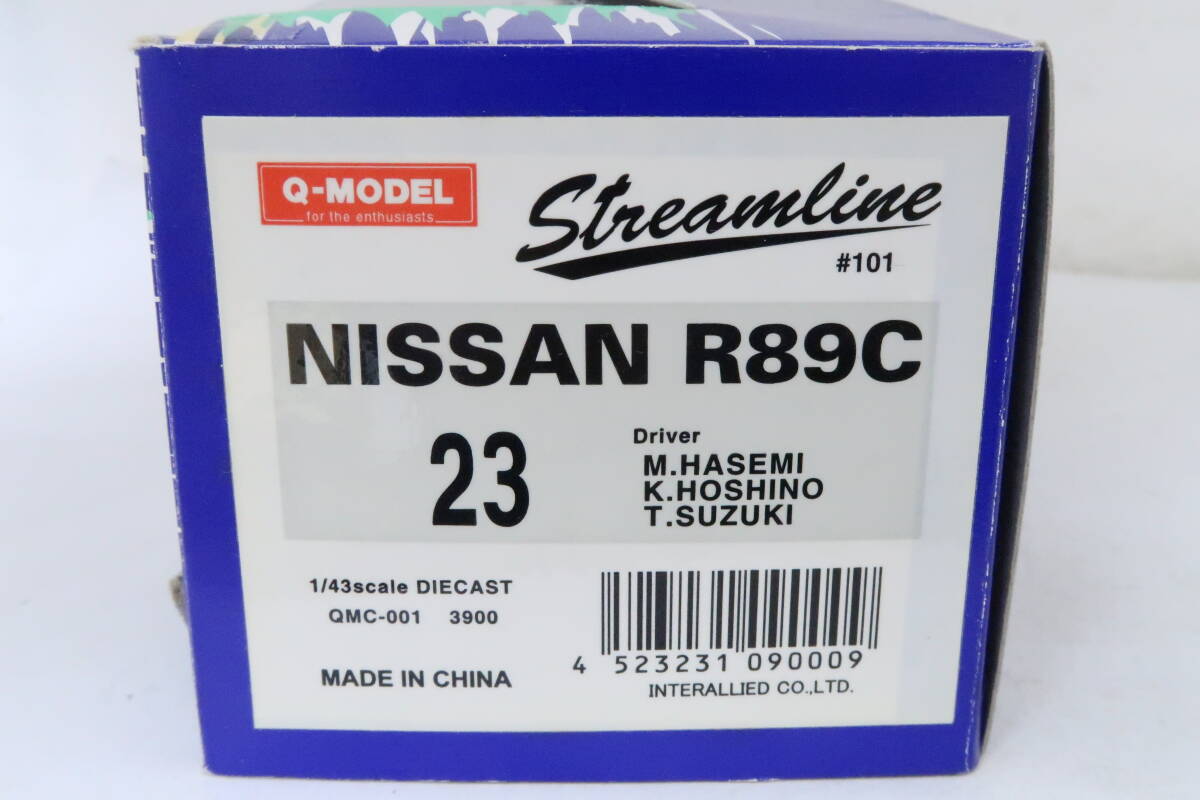 Q-MODEL
for the enthusiasts
Streamline
#101
NISSAN R89C
23
Driver
M.HASEMI
K.HOSHINO
T.SUZUKI
1/43scale DIECAST
QMC-001 3900
MADE IN CHINA
4 523231 090009
INTERALLIED CO.,LTD.